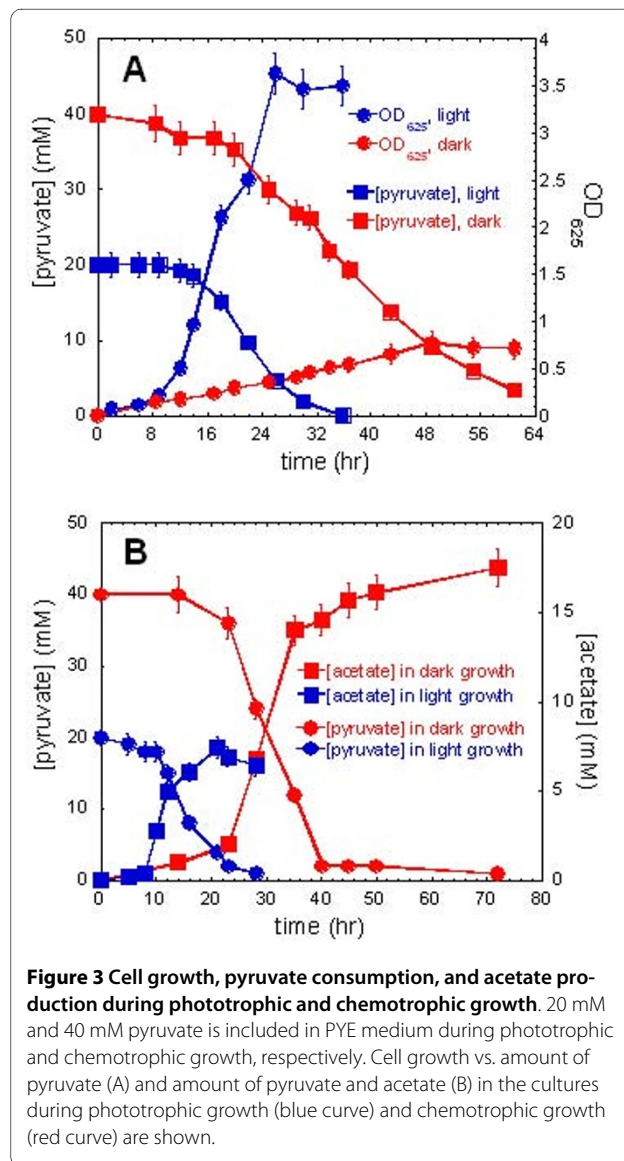 A
50
40
30
20
10
0
[pyruvate] (mM)
4
3.5
3
2.5
2
1.5
1
0.5
0
OD625
OD625, light
OD625, dark
[pyruvate], light
[pyruvate], dark
0 8 16 24 32 40 48 56 64
time (hr)
B
50
40
30
20
10
0
[pyruvate] (mM)
20
15
10
5
0
[acetate] (mM)
[acetate] in dark growth
[acetate] in light growth
[pyruvate] in dark growth
[pyruvate] in light growth
0 10 20 30 40 50 60 70 80
time (hr)
Figure 3 Cell growth, pyruvate consumption, and acetate pro-
duction during phototrophic and chemotrophic growth. 20 mM
and 40 mM pyruvate is included in PYE medium during phototrophic
and chemotrophic growth, respectively. Cell growth vs. amount of
pyruvate (A) and amount of pyruvate and acetate (B) in the cultures
during phototrophic growth (blue curve) and chemotrophic growth
(red curve) are shown.